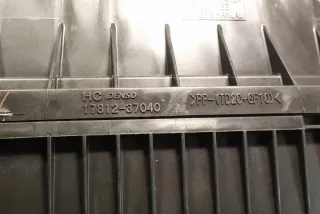 HC DENSO
17812-37040
>PP-(TD20+GF10)<